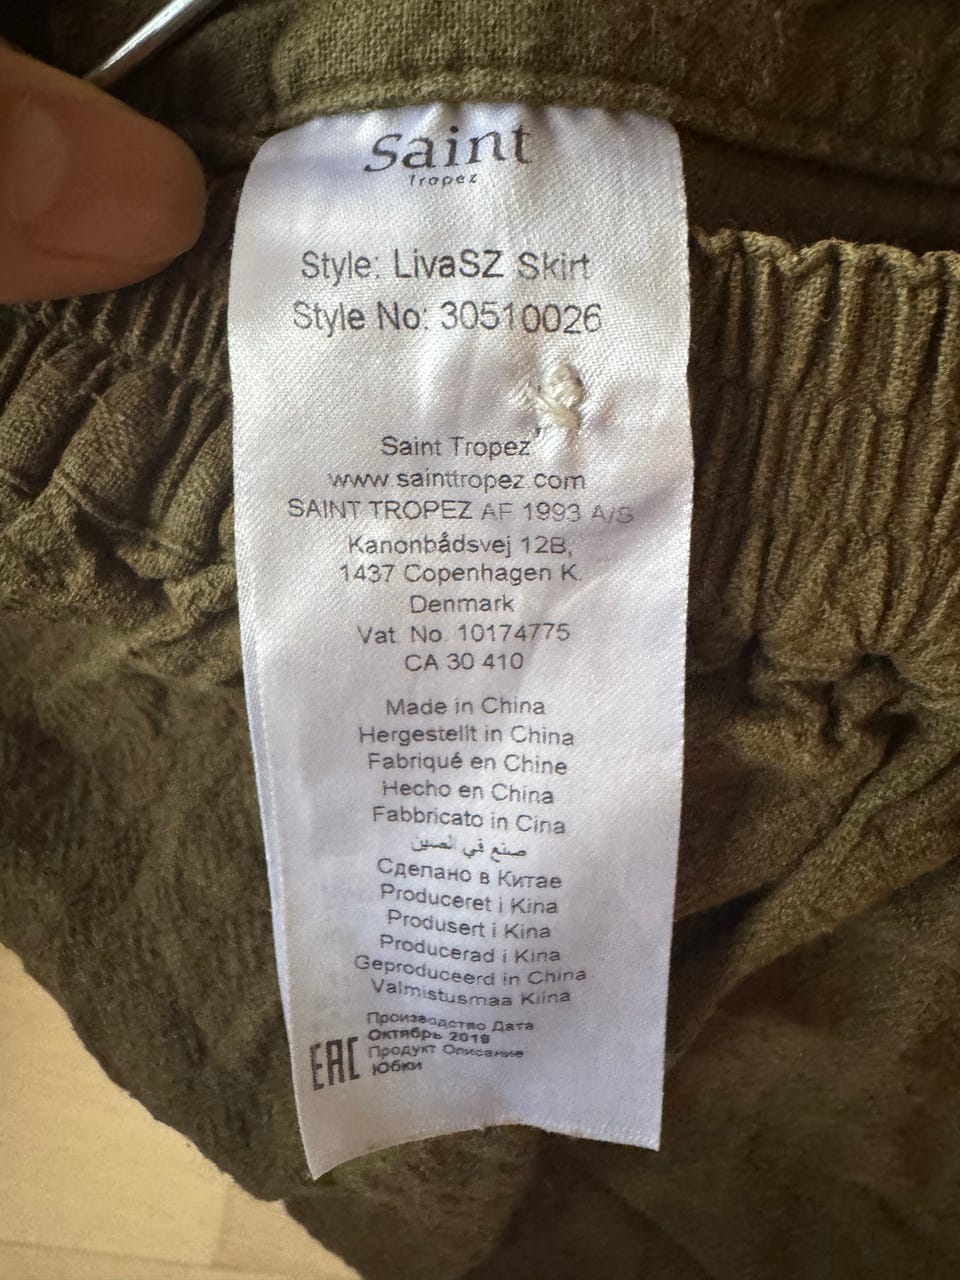 Saint
Tropez
Style: LivaSZ Skirt
Style No: 30510026
Saint Tropez
www.sainttropez.com
SAINT TROPEZ AF 1993 A/S
Kanonbådsvej 12B,
1437 Copenhagen K.
Denmark
Vat. No. 10174775
CA 30 410
Made in China
Hergestellt in China
Fabriqué en Chine
Hecho en China
Fabbricato in Cina
صنع في الصين
Сделано в Китае
Produceret i Kina
Produsert i Kina
Producerad i Kina
Geproduceerd in China
Valmistusmaa Kiina
Производство Дата
Октябрь 2019
Продукт Описание
Юбки
EAC